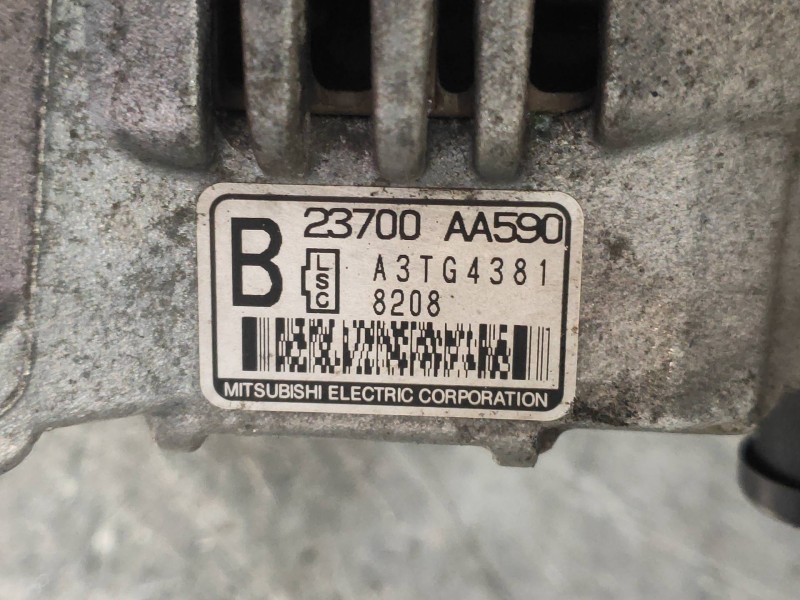 B 23700 AA590
LSC A3TG4381
8208
MITSUBISHI ELECTRIC CORPORATION